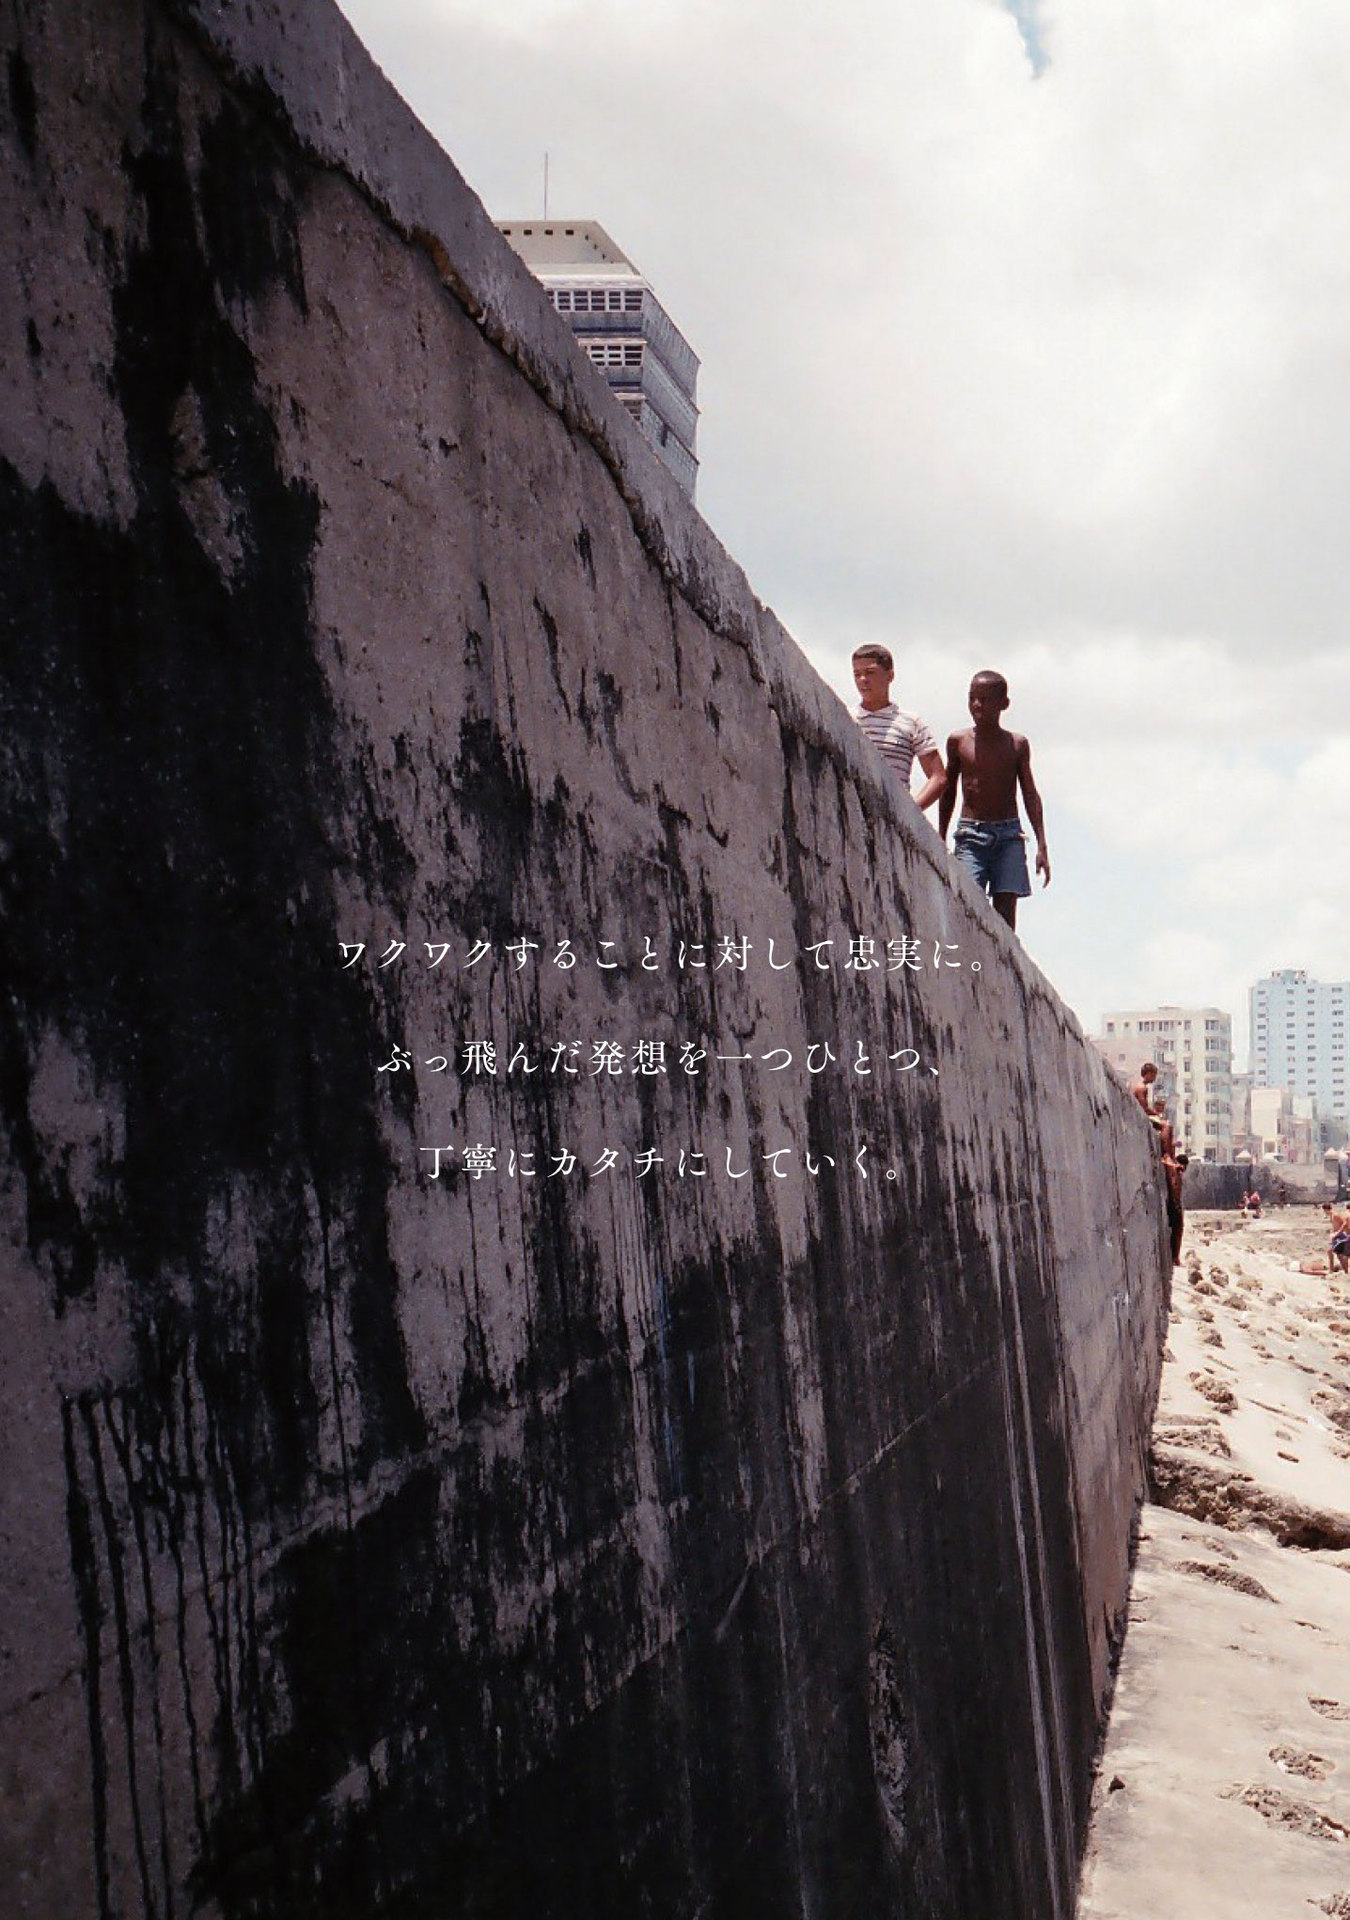 ワクワクすることに対して忠実に。
ぶっ飛んだ発想を一つひとつ、
丁寧にカタチにしていく。